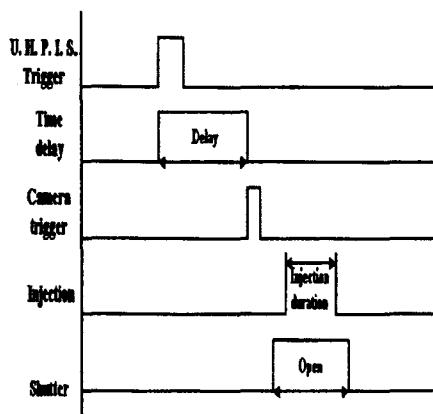 U. H. P. I. S.
Trigger
Time
delay
Delay
Camera
trigger
Injection
Injection
duration
Shutter
Open